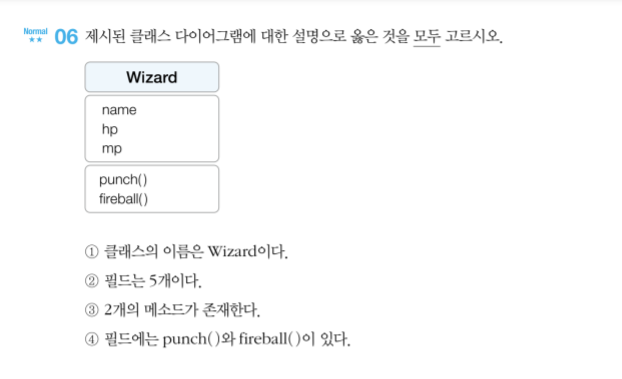 Normal
★★
06 제시된 클래스 다이어그램에 대한 설명으로 옳은 것을 모두 고르시오.
Wizard
name
hp
mp
punch()
fireball()
① 클래스의 이름은 Wizard이다.
② 필드는 5개이다.
③ 2개의 메소드가 존재한다.
④ 필드에는 punch()와 fireball()이 있다.